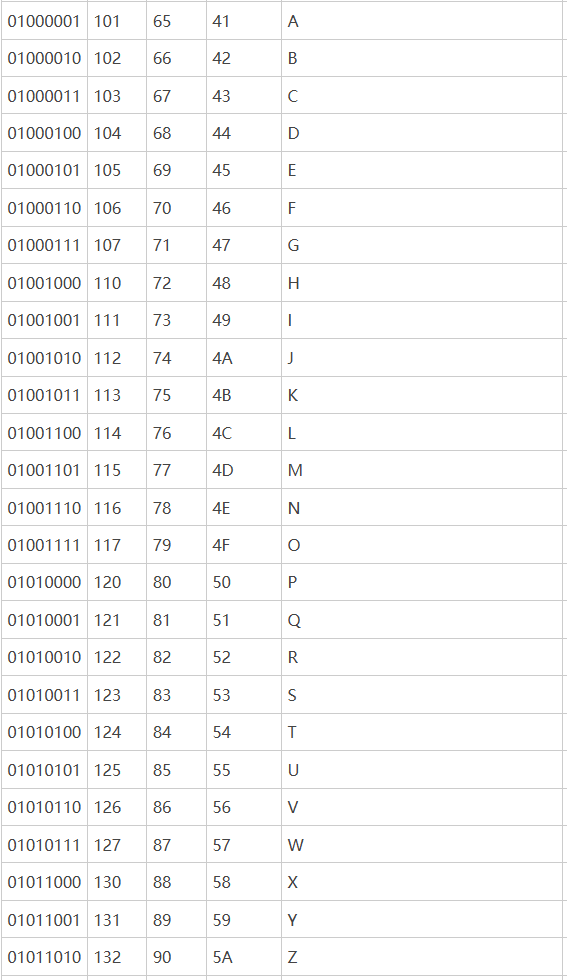 01000001 101 65 41 A
01000010 102 66 42 B
01000011 103 67 43 C
01000100 104 68 44 D
01000101 105 69 45 E
01000110 106 70 46 F
01000111 107 71 47 G
01001000 110 72 48 H
01001001 111 73 49 I
01001010 112 74 4A J
01001011 113 75 4B K
01001100 114 76 4C L
01001101 115 77 4D M
01001110 116 78 4E N
01001111 117 79 4F O
01010000 120 80 50 P
01010001 121 81 51 Q
01010010 122 82 52 R
01010011 123 83 53 S
01010100 124 84 54 T
01010101 125 85 55 U
01010110 126 86 56 V
01010111 127 87 57 W
01011000 130 88 58 X
01011001 131 89 59 Y
01011010 132 90 5A Z